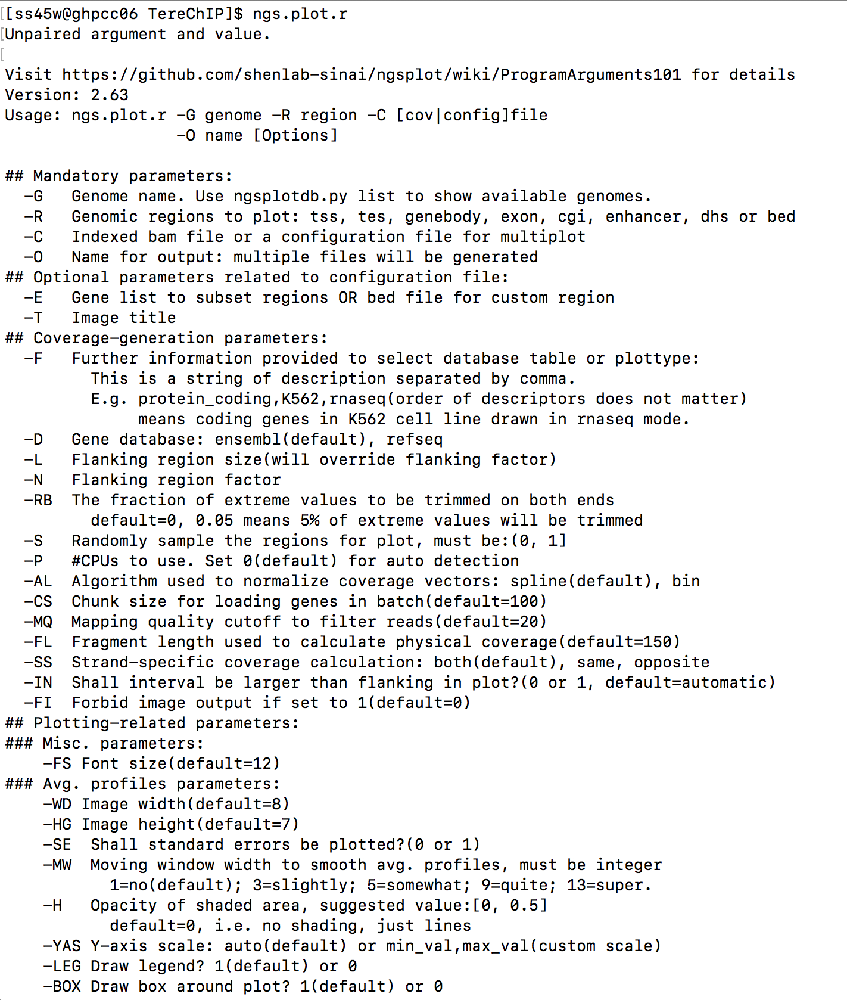 [[ss45w@ghpcc06 TereChIP]$ ngs.plot.r
[Unpaired argument and value.
[
Visit https://github.com/shenlab-sinai/ngsplot/wiki/ProgramArguments101 for details
Version: 2.63
Usage: ngs.plot.r -G genome -R region -C [cov|config]file
                  -O name [Options]

## Mandatory parameters:
  -G   Genome name. Use ngsplotdb.py list to show available genomes.
  -R   Genomic regions to plot: tss, tes, genebody, exon, cgi, enhancer, dhs or bed
  -C   Indexed bam file or a configuration file for multiplot
  -O   Name for output: multiple files will be generated
## Optional parameters related to configuration file:
  -E   Gene list to subset regions OR bed file for custom region
  -T   Image title
## Coverage-generation parameters:
  -F   Further information provided to select database table or plottype:
         This is a string of description separated by comma.
         E.g. protein_coding,K562,rnaseq(order of descriptors does not matter)
              means coding genes in K562 cell line drawn in rnaseq mode.
  -D   Gene database: ensembl(default), refseq
  -L   Flanking region size(will override flanking factor)
  -N   Flanking region factor
  -RB  The fraction of extreme values to be trimmed on both ends
         default=0, 0.05 means 5% of extreme values will be trimmed
  -S   Randomly sample the regions for plot, must be:(0, 1]
  -P   #CPUs to use. Set 0(default) for auto detection
  -AL  Algorithm used to normalize coverage vectors: spline(default), bin
  -CS  Chunk size for loading genes in batch(default=100)
  -MQ  Mapping quality cutoff to filter reads(default=20)
  -FL  Fragment length used to calculate physical coverage(default=150)
  -SS  Strand-specific coverage calculation: both(default), same, opposite
  -IN  Shall interval be larger than flanking in plot?(0 or 1, default=automatic)
  -FI  Forbid image output if set to 1(default=0)
## Plotting-related parameters:
### Misc. parameters:
    -FS Font size(default=12)
### Avg. profiles parameters:
    -WD Image width(default=8)
    -HG Image height(default=7)
    -SE  Shall standard errors be plotted?(0 or 1)
    -MW  Moving window width to smooth avg. profiles, must be integer
           1=no(default); 3=slightly; 5=somewhat; 9=quite; 13=super.
    -H   Opacity of shaded area, suggested value:[0, 0.5]
           default=0, i.e. no shading, just lines
    -YAS Y-axis scale: auto(default) or min_val,max_val(custom scale)
    -LEG Draw legend? 1(default) or 0
    -BOX Draw box around plot? 1(default) or 0